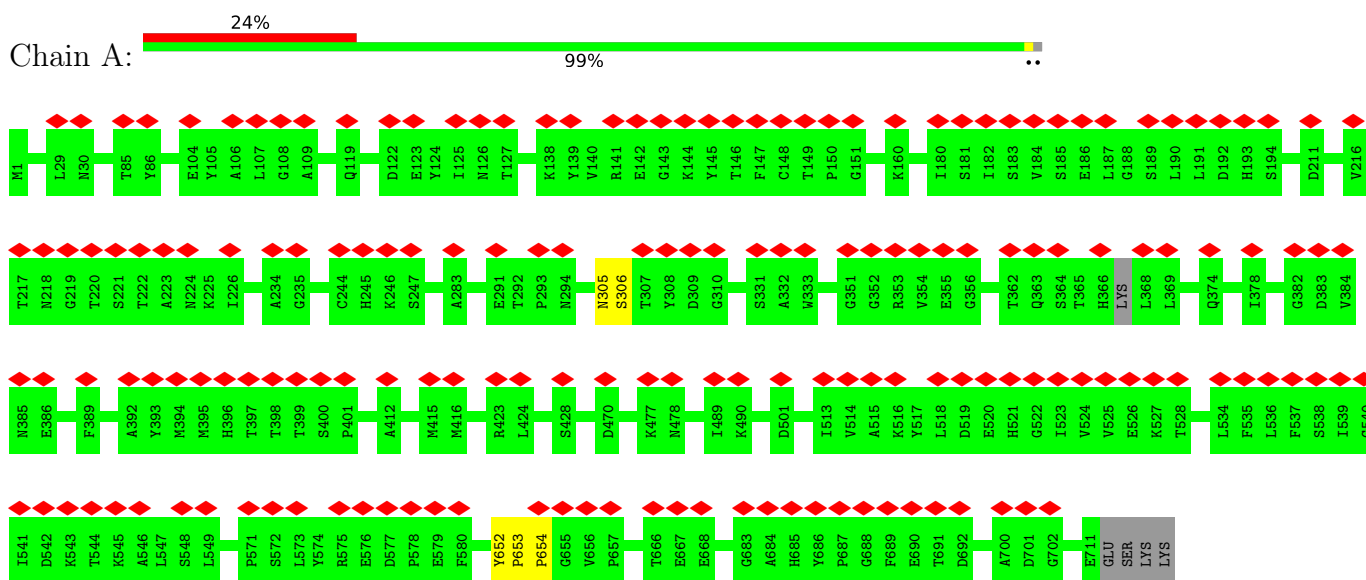 24%
Chain A:
99%
••
M1 L29 N30 T85 Y86 E104 Y105 A106 L107 G108 A109 Q119 D122 E123 Y124 I125 N126 T127 K138 Y139 V140 R141 E142 G143 K144 Y145 T146 F147 C148 T149 P150 G151 K160 I180 S181 I182 S183 V184 S185 E186 L187 G188 S189 L190 L191 D192 H193 S194 D211 V216
T217 N218 Q219 T220 S221 T222 A223 N224 K225 I226 A234 G235 C244 H245 K246 S247 A283 E291 T292 P293 N294 N305 S306 T307 Y308 D309 G310 S331 A332 W333 G351 G352 R353 V354 E355 G356 T362 Q363 S364 T365 H366 LYS L368 L369 Q374 I378 G382 D383 V384
N385 E386 F389 A392 Y393 M394 M395 H396 T397 T398 T399 S400 P401 A412 M415 M416 R423 L424 S428 D470 K477 N478 I489 K490 D501 I513 V514 A515 K516 Y517 L518 D519 E520 H521 G522 I523 V524 V525 E526 K527 T528 L534 F535 L536 F537 S538 I539 G540
I541 D542 K543 T544 K545 A546 L547 S548 L549 P571 S572 L573 Y574 R575 E576 D577 P578 E579 F580 Y652 P653 P654 G655 V656 P657 T666 E667 E668 G683 A684 H685 Y686 P687 G688 F689 E690 T691 D692 A700 D701 G702 E711 GLU SER LYS LYS